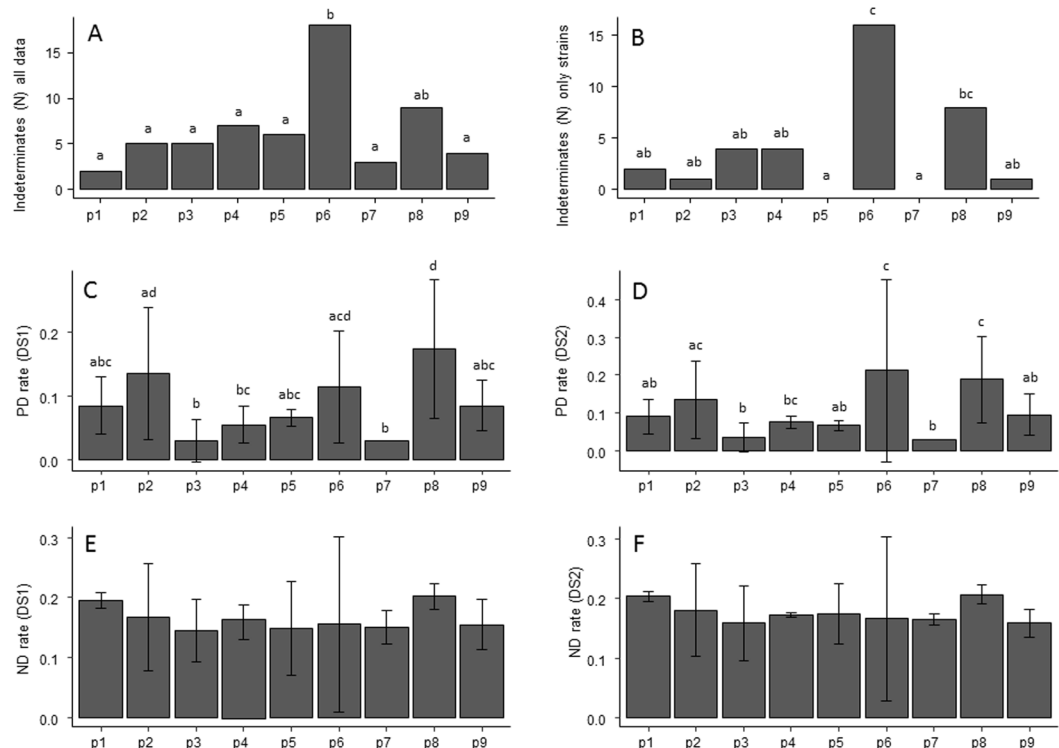 A
Indeterminates (N) all data
15
10
5
0
a
a
a
a
a
b
a
ab
a
p1 p2 p3 p4 p5 p6 p7 p8 p9
B
Indeterminates (N) only strains
15
10
5
0
ab
ab
ab
ab
a
c
a
bc
ab
p1 p2 p3 p4 p5 p6 p7 p8 p9
C
PD rate (DS1)
0.2
0.1
0.0
abc
ad
b
bc
abc
acd
b
d
abc
p1 p2 p3 p4 p5 p6 p7 p8 p9
D
PD rate (DS2)
0.4
0.3
0.2
0.1
0.0
ab
ac
b
bc
ab
c
b
c
ab
p1 p2 p3 p4 p5 p6 p7 p8 p9
E
ND rate (DS1)
0.3
0.2
0.1
0.0
p1 p2 p3 p4 p5 p6 p7 p8 p9
F
ND rate (DS2)
0.3
0.2
0.1
0.0
p1 p2 p3 p4 p5 p6 p7 p8 p9